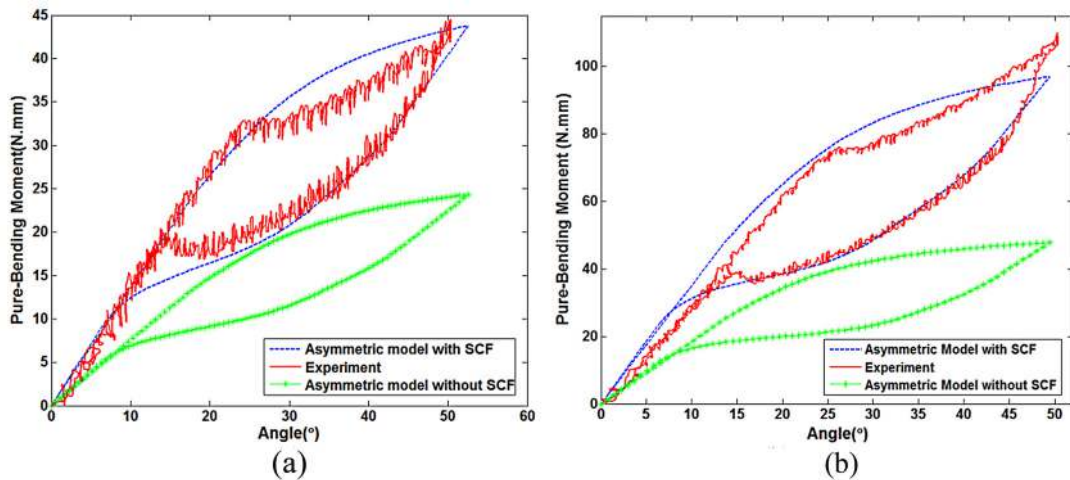 45
40
35
30
25
20
15
10
5
0
Pure-Bending Moment(N.mm)
0 10 20 30 40 50 60
Angle(º)
Asymmetric model with SCF
Experiment
Asymmetric model without SCF
(a)
100
80
60
40
20
0
Pure-Bending Moment (N.mm)
0 5 10 15 20 25 30 35 40 45 50
Angle(º)
Asymmetric Model with SCF
Experiment
Asymmetric Model without SCF
(b)